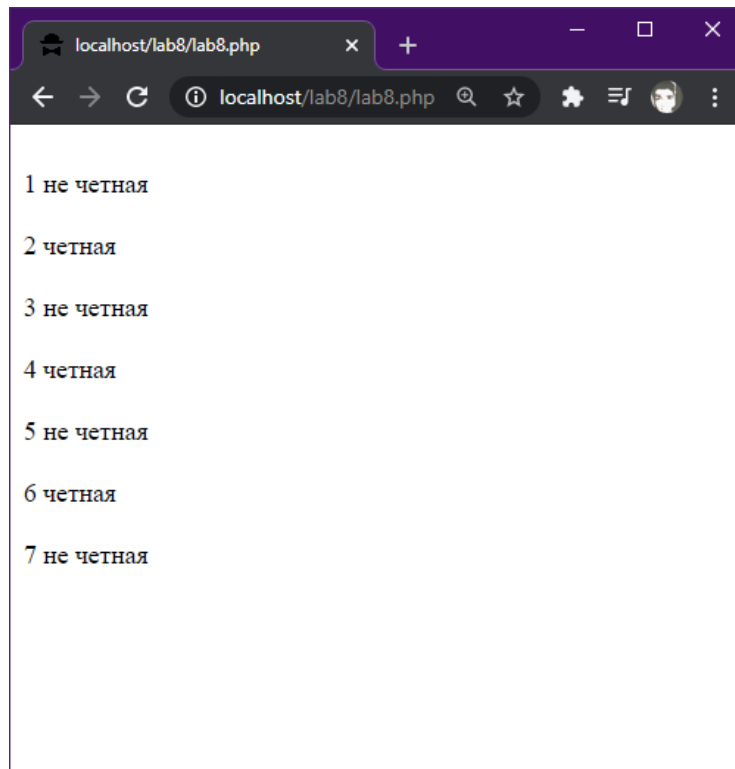 localhost/lab8/lab8.php
localhost/lab8/lab8.php
1 не четная
2 четная
3 не четная
4 четная
5 не четная
6 четная
7 не четная